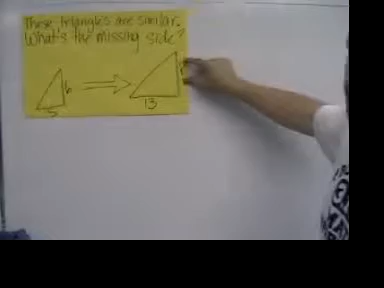 These triangles are similar.
What's the missing side?
6
13